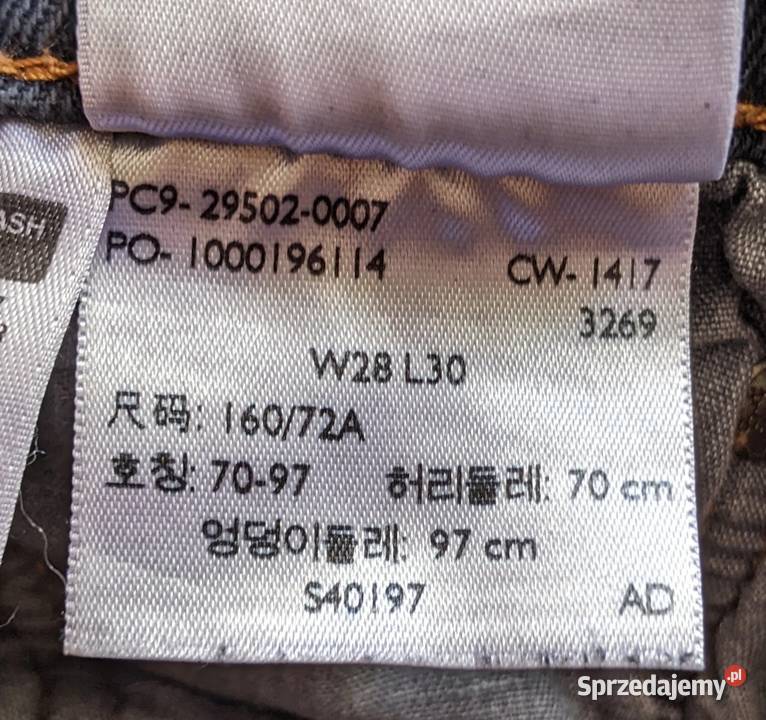 ASH
PC9- 29502-0007
PO- 1000196114
CW- 1417
3269
W28 L30
尺码: 160/72A
호칭: 70-97 허리둘레: 70 cm
엉덩이둘레: 97 cm
S40197 AD
Sprzedajemy.pl